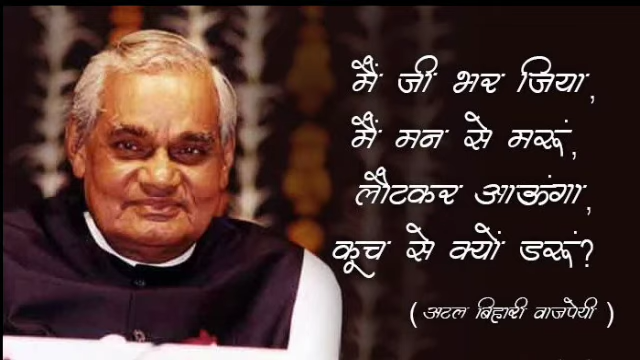 मैं जी भर जिया,
मैं मन से मरूं,
लौटकर आऊंगा,
कूच से क्यों डरूं?
( अटल बिहारी वाजपेयी )